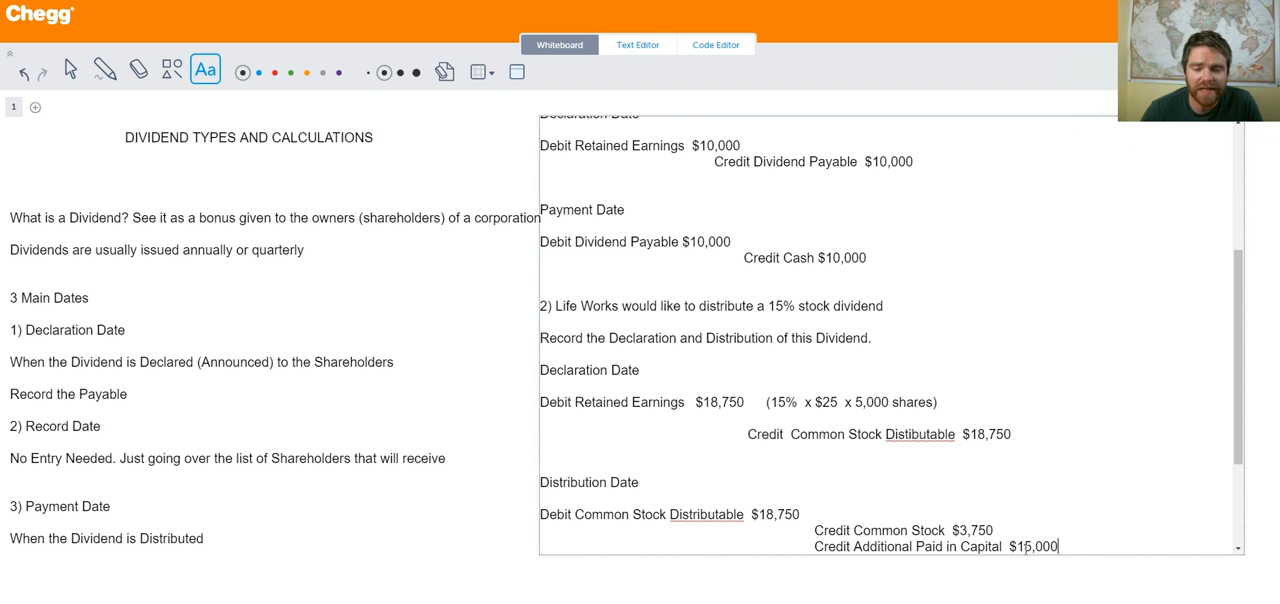 Chegg
Whiteboard
Text Editor
Code Editor
Aa
1
DIVIDEND TYPES AND CALCULATIONS
What is a Dividend? See it as a bonus given to the owners (shareholders) of a corporation
Dividends are usually issued annually or quarterly
3 Main Dates
1) Declaration Date
When the Dividend is Declared (Announced) to the Shareholders
Record the Payable
2) Record Date
No Entry Needed. Just going over the list of Shareholders that will receive
3) Payment Date
When the Dividend is Distributed
Declaration Date
Debit Retained Earnings $10,000
Credit Dividend Payable $10,000
Payment Date
Debit Dividend Payable $10,000
Credit Cash $10,000
2) Life Works would like to distribute a 15% stock dividend
Record the Declaration and Distribution of this Dividend.
Declaration Date
Debit Retained Earnings $18,750 (15% x $25 x 5,000 shares)
Credit Common Stock Distibutable $18,750
Distribution Date
Debit Common Stock Distributable $18,750
Credit Common Stock $3,750
Credit Additional Paid in Capital $15,000